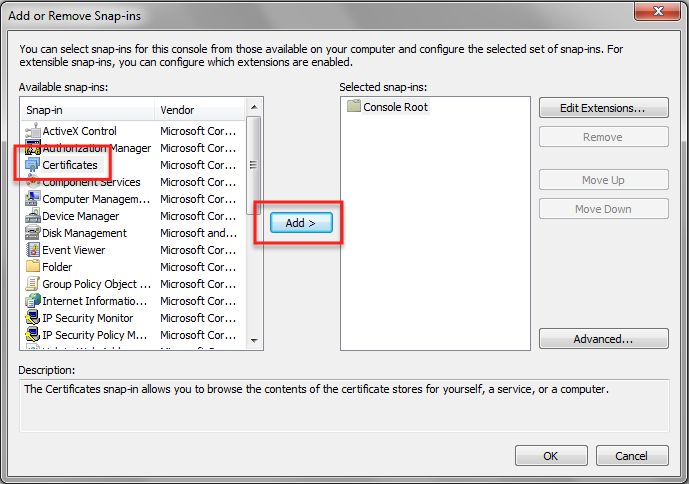 Add or Remove Snap-ins
You can select snap-ins for this console from those available on your computer and configure the selected set of snap-ins. For
extensible snap-ins, you can configure which extensions are enabled.
Available snap-ins:
Snap-in Vendor
ActiveX Control Microsoft Cor...
Authorization Manager Microsoft Cor...
Certificates Microsoft Cor...
Component Services Microsoft Cor...
Computer Managem... Microsoft Cor...
Device Manager Microsoft Cor...
Disk Management Microsoft and...
Event Viewer Microsoft Cor...
Folder Microsoft Cor...
Group Policy Object ... Microsoft Cor...
Internet Informatio... Microsoft Cor...
IP Security Monitor Microsoft Cor...
IP Security Policy M... Microsoft Cor...
Add >
Selected snap-ins:
Console Root
Edit Extensions...
Remove
Move Up
Move Down
Advanced...
Description:
The Certificates snap-in allows you to browse the contents of the certificate stores for yourself, a service, or a computer.
OK
Cancel